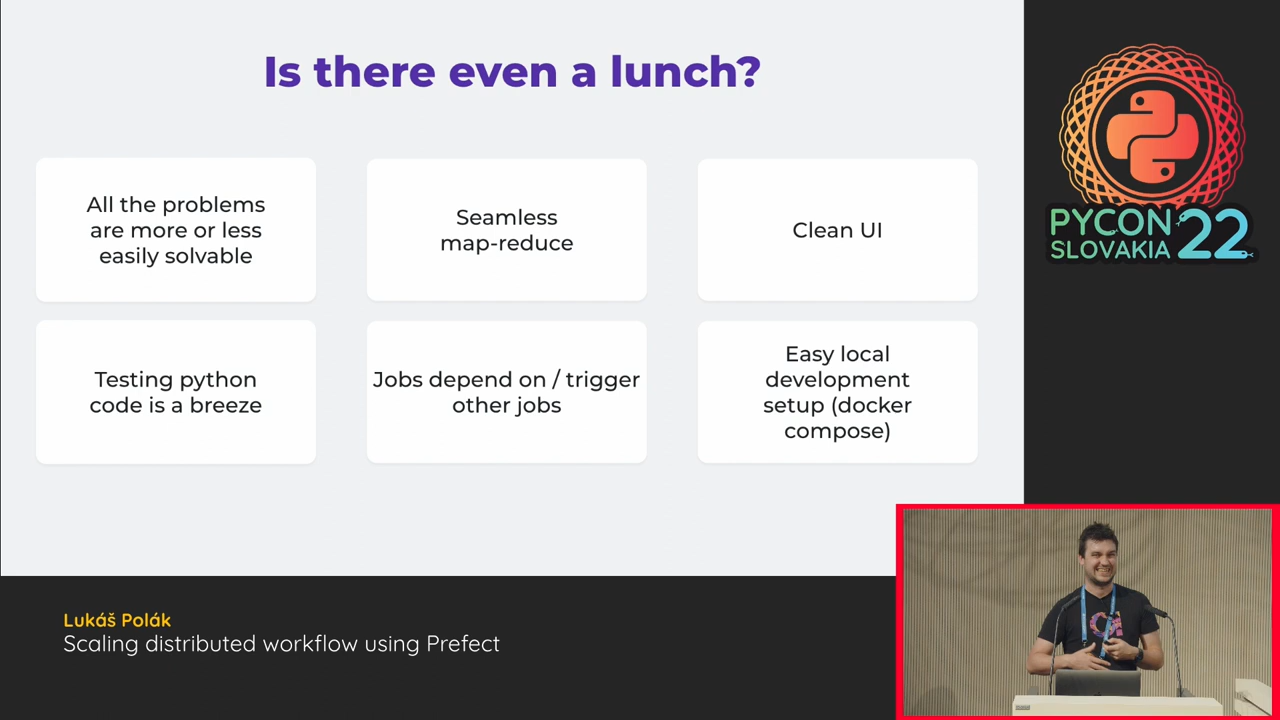 Is there even a lunch?
All the problems
are more or less
easily solvable
Seamless
map-reduce
Clean UI
Testing python
code is a breeze
Jobs depend on / trigger
other jobs
Easy local
development
setup (docker
compose)
PYCON 22
SLOVAKIA
Lukáš Polák
Scaling distributed workflow using Prefect